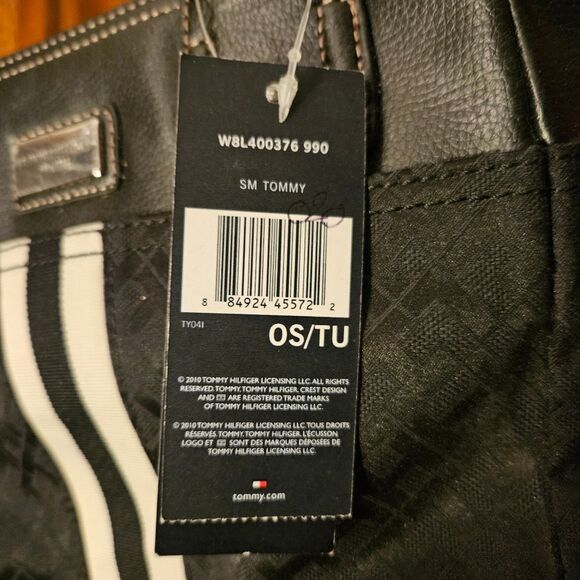 W8L400376 990
SM TOMMY
8 84924 45572 2
TY04I
OS/TU
© 2010 TOMMY HILFIGER LICENSING LLC. ALL RIGHTS
RESERVED. TOMMY, TOMMY HILFIGER, CREST DESIGN
AND ARE REGISTERED TRADE MARKS
OF TOMMY HILFIGER LICENSING LLC.
© 2010 TOMMY HILFIGER LICENSING LLC. TOUS DROITS
RÉSERVÉS. TOMMY, TOMMY HILFIGER, L'ÉCUSSON
LOGO ET SONT DES MARQUES DÉPOSÉES DE
TOMMY HILFIGER LICENSING LLC.
tommy.com